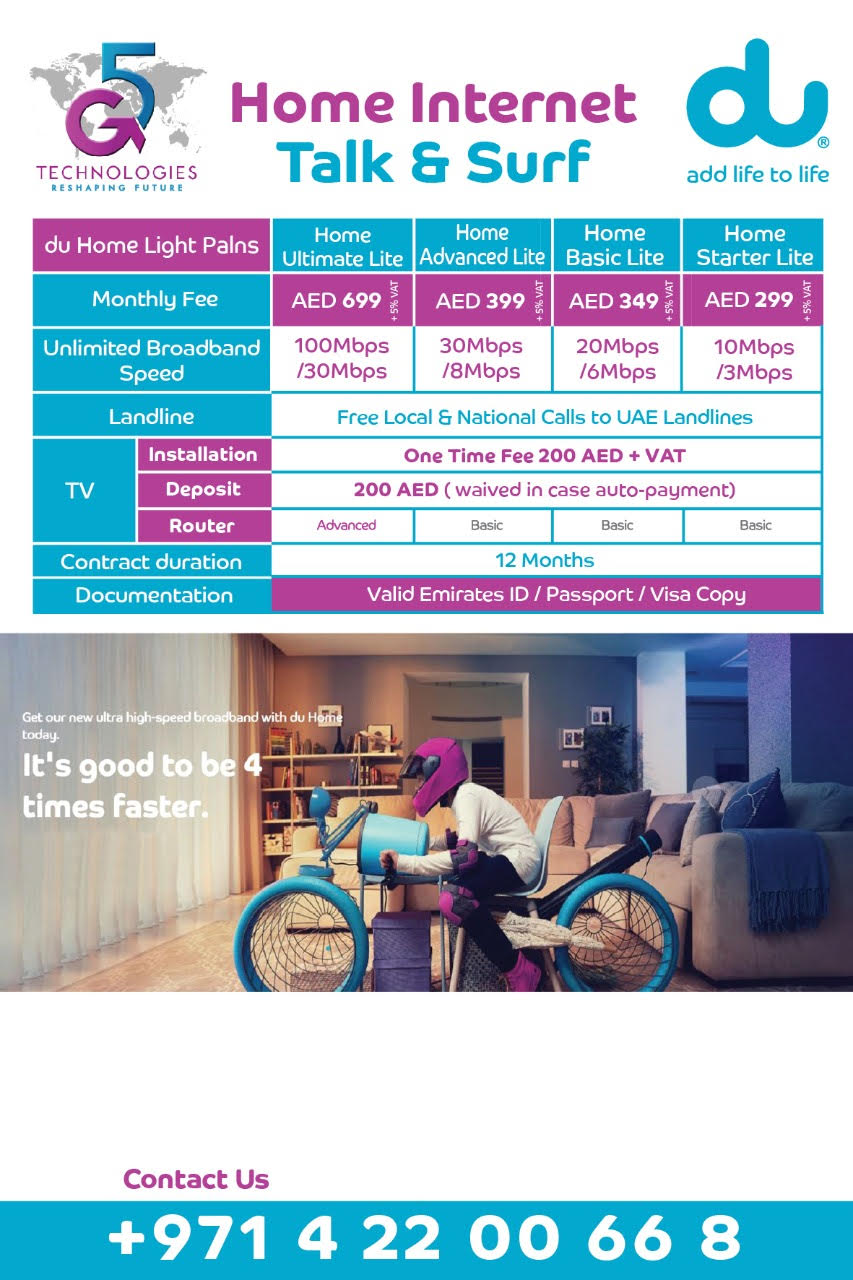 5G
TECHNOLOGIES
RESHAPING FUTURE
Home Internet
Talk & Surf
du®
add life to life
du Home Light Palns
Home
Ultimate Lite
Home
Advanced Lite
Home
Basic Lite
Home
Starter Lite
Monthly Fee
AED 699 + 5% VAT
AED 399 + 5% VAT
AED 349 + 5% VAT
AED 299 + 5% VAT
Unlimited Broadband
Speed
100Mbps
/30Mbps
30Mbps
/8Mbps
20Mbps
/6Mbps
10Mbps
/3Mbps
Landline
Free Local & National Calls to UAE Landlines
TV
Installation
One Time Fee 200 AED + VAT
Deposit
200 AED ( waived in case auto-payment)
Router
Advanced
Basic
Basic
Basic
Contract duration
12 Months
Documentation
Valid Emirates ID / Passport / Visa Copy
Get our new ultra high-speed broadband with du Home
today.
It's good to be 4
times faster.
Contact Us
+971 4 22 00 66 8